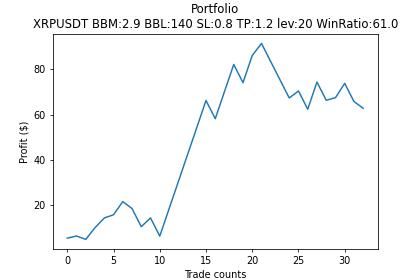 Portfolio
XRPUSDT BBM:2.9 BBL:140 SL:0.8 TP:1.2 lev:20 WinRatio:61.0
80
60
40
20
Profit ($)
0 5 10 15 20 25 30
Trade counts